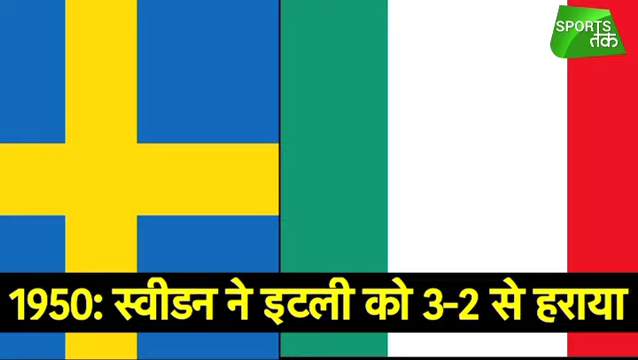 SPORTS
तक
1950: स्वीडन ने इटली को 3-2 से हराया